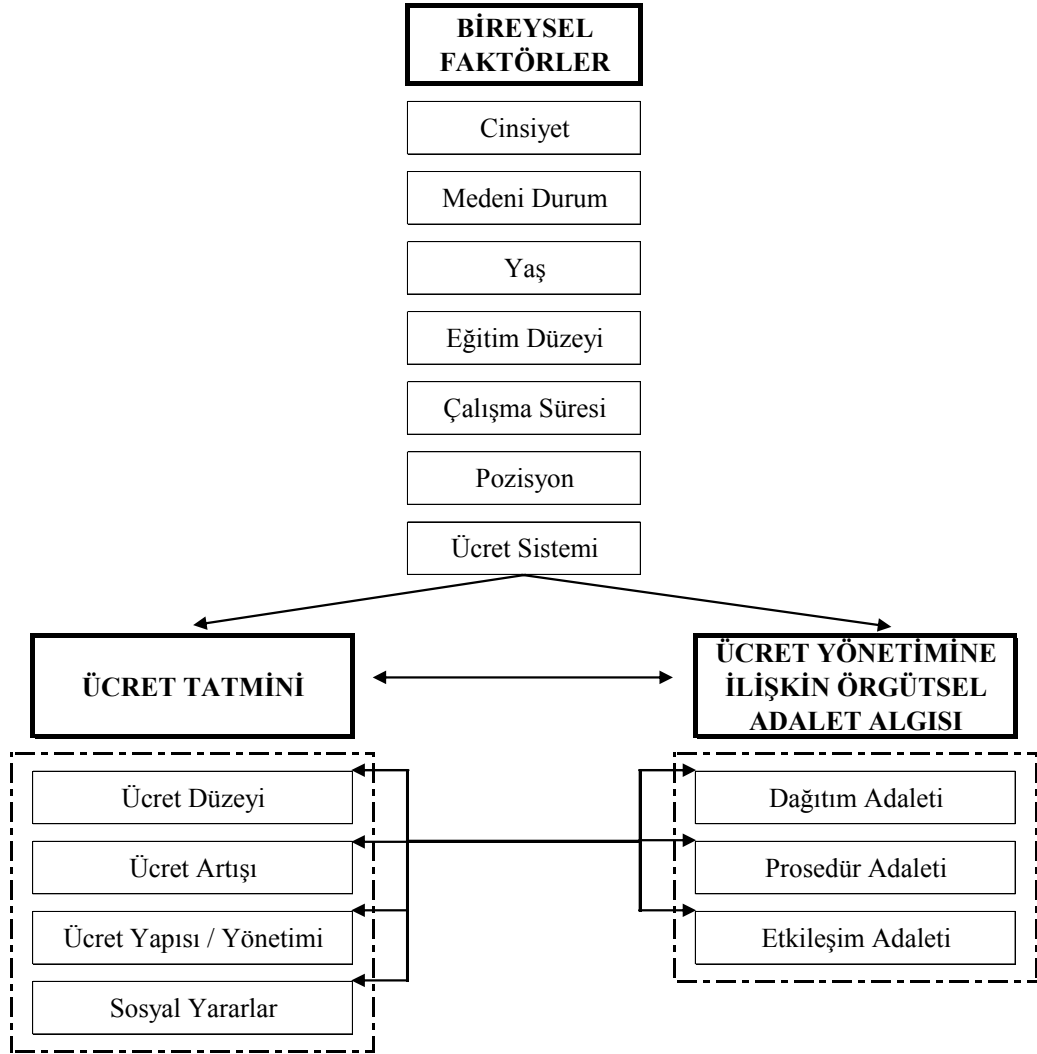 BİREYSEL
FAKTÖRLER
Cinsiyet
Medeni Durum
Yaş
Eğitim Düzeyi
Çalışma Süresi
Pozisyon
Ücret Sistemi
ÜCRET TATMİNİ
ÜCRET YÖNETİMİNE
İLİŞKİN ÖRGÜTSEL
ADALET ALGISI
Ücret Düzeyi
Ücret Artışı
Ücret Yapısı / Yönetimi
Sosyal Yararlar
Dağıtım Adaleti
Prosedür Adaleti
Etkileşim Adaleti